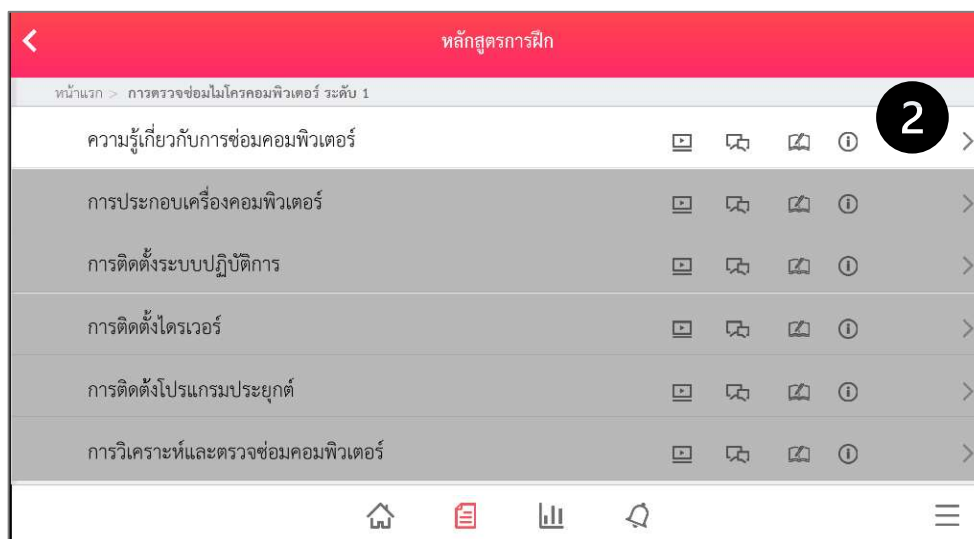 หลักสูตรการฝึก
หน้าแรก > การตรวจซ่อมไมโครคอมพิวเตอร์ ระดับ 1
2
ความรู้เกี่ยวกับการซ่อมคอมพิวเตอร์
การประกอบเครื่องคอมพิวเตอร์
การติดตั้งระบบปฏิบัติการ
การติดตั้งไดรเวอร์
การติดต้งโปรแกรมประยุกต์
การวิเคราะห์และตรวจซ่อมคอมพิวเตอร์